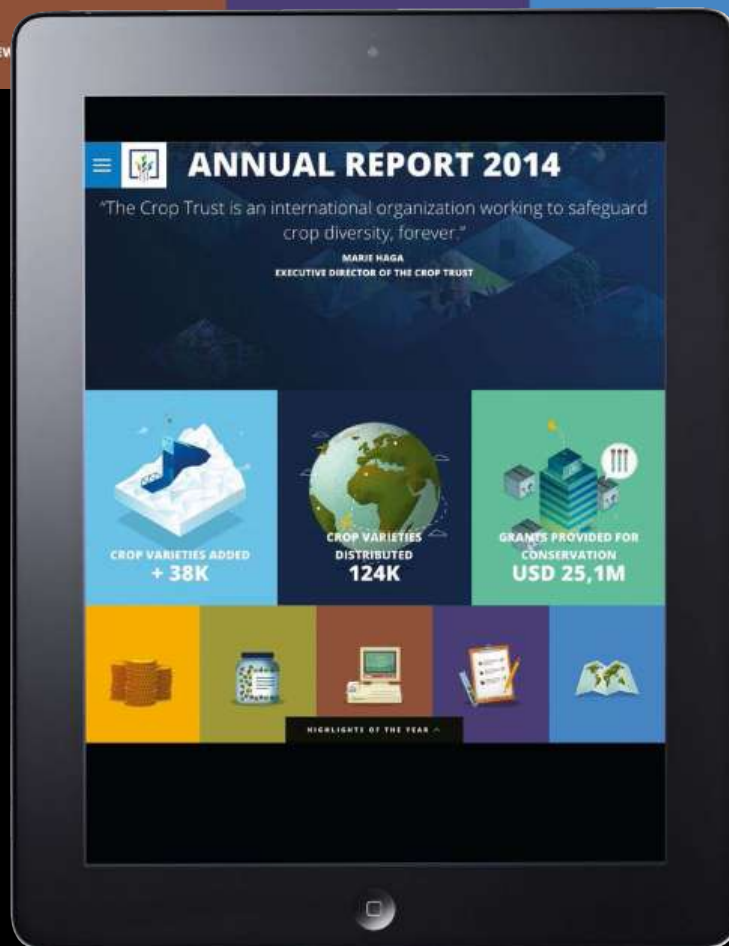 ANNUAL REPORT 2014
"The Crop Trust is an international organization working to safeguard
crop diversity, forever."
MARIE HAGA
EXECUTIVE DIRECTOR OF THE CROP TRUST
CROP VARIETIES ADDED
+ 38K
CROP VARIETIES
DISTRIBUTED
124K
GRANTS PROVIDED FOR
CONSERVATION
USD 25,1M
HIGHLIGHTS OF THE YEAR